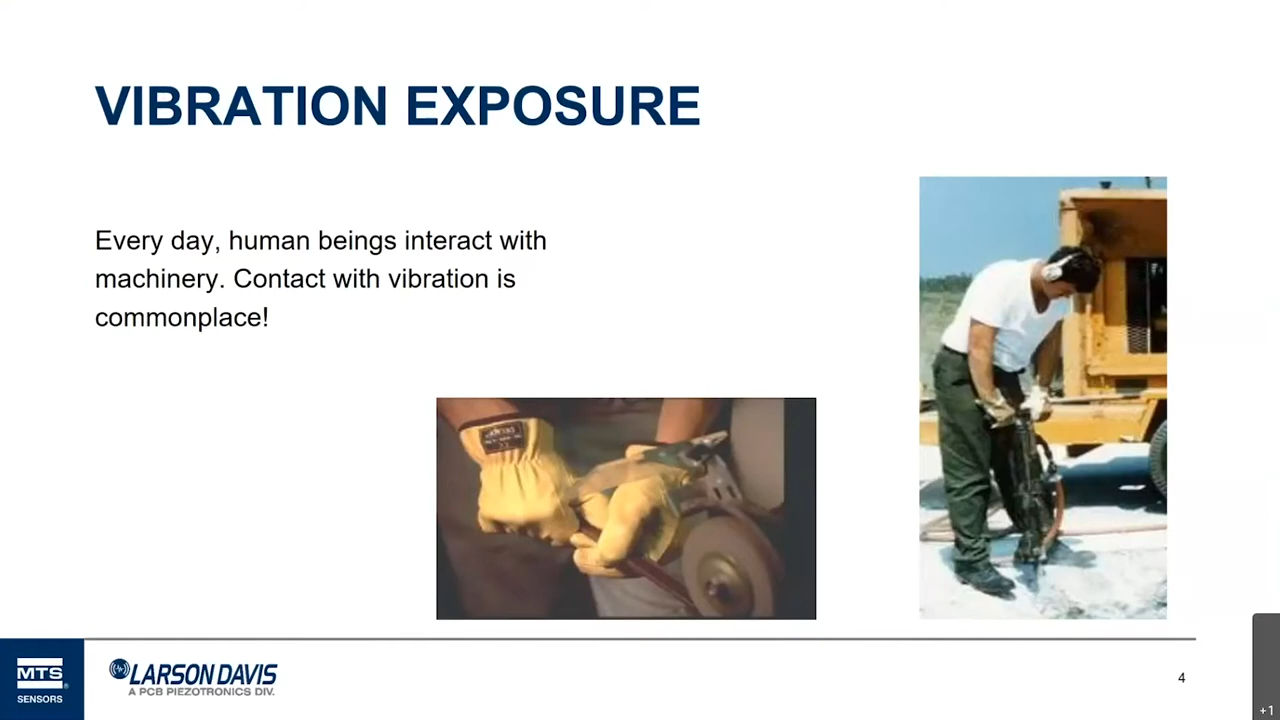 VIBRATION EXPOSURE
Every day, human beings interact with
machinery. Contact with vibration is
commonplace!
MTS
SENSORS
LARSON DAVIS
A PCB PIEZOTRONICS DIV.
4
+1